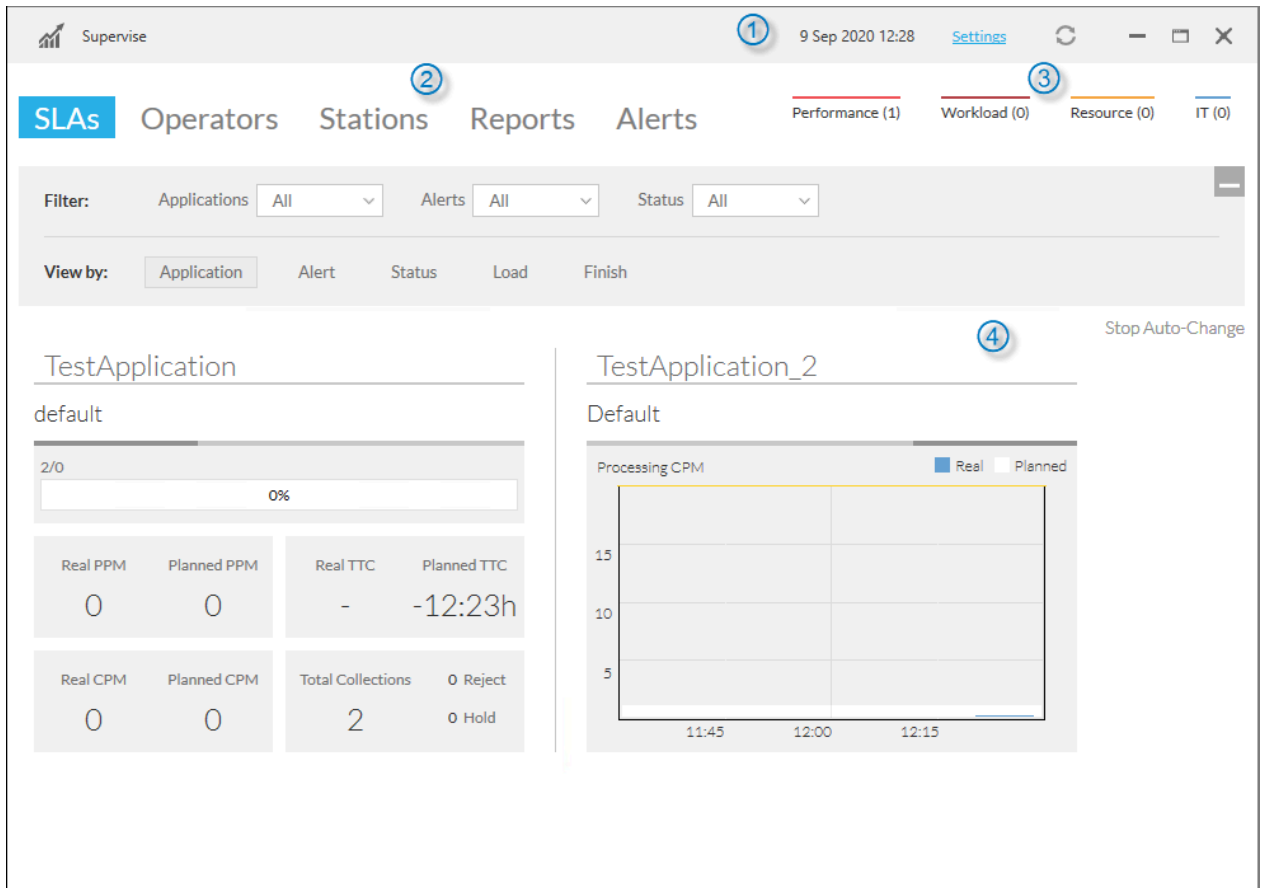 Supervise ① 9 Sep 2020 12:28 Settings
② ③
SLAs Operators Stations Reports Alerts Performance (1) Workload (0) Resource (0) IT (0)
Filter: Applications All Alerts All Status All
View by: Application Alert Status Load Finish
④ Stop Auto-Change
TestApplication
default
2/0
0%
Real PPM Planned PPM Real TTC Planned TTC
0 0 - -12:23h
Real CPM Planned CPM Total Collections 0 Reject
0 0 2 0 Hold
TestApplication_2
Default
Processing CPM Real Planned
15
10
5
11:45 12:00 12:15